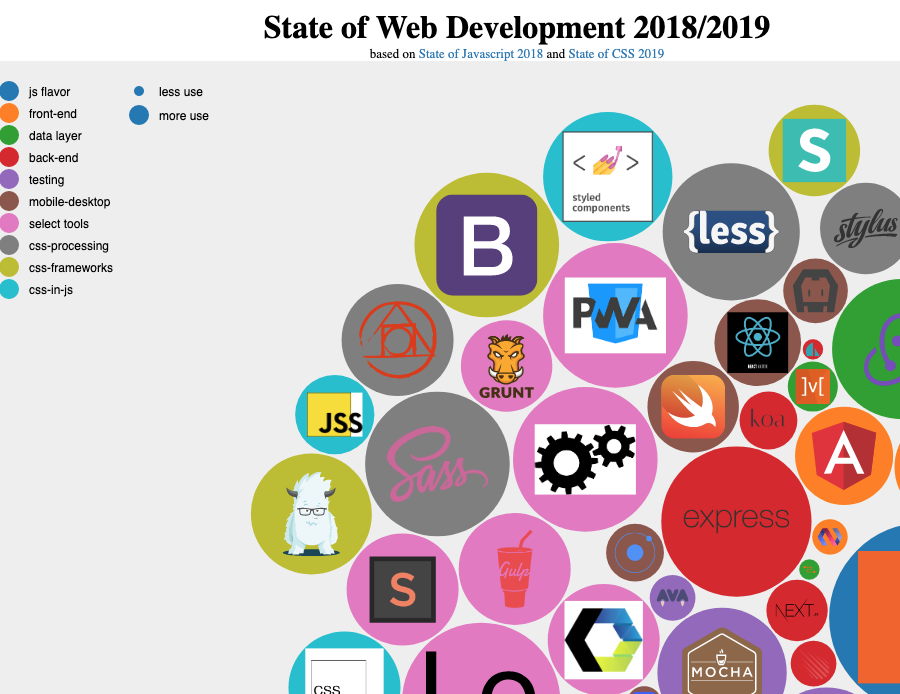 State of Web Development 2018/2019
based on State of Javascript 2018 and State of CSS 2019
js flavor
front-end
data layer
back-end
testing
mobile-desktop
select tools
css-processing
css-frameworks
css-in-js
less use
more use
S
< >
styled
components
{less}
stylus
B
PWA
GRUNT
REACT NATIVE
]v[
JSS
koa
Sass
A
express
Gulp
S
AVA
N
NEXT
.JS
MOCHA
CSS
Lo